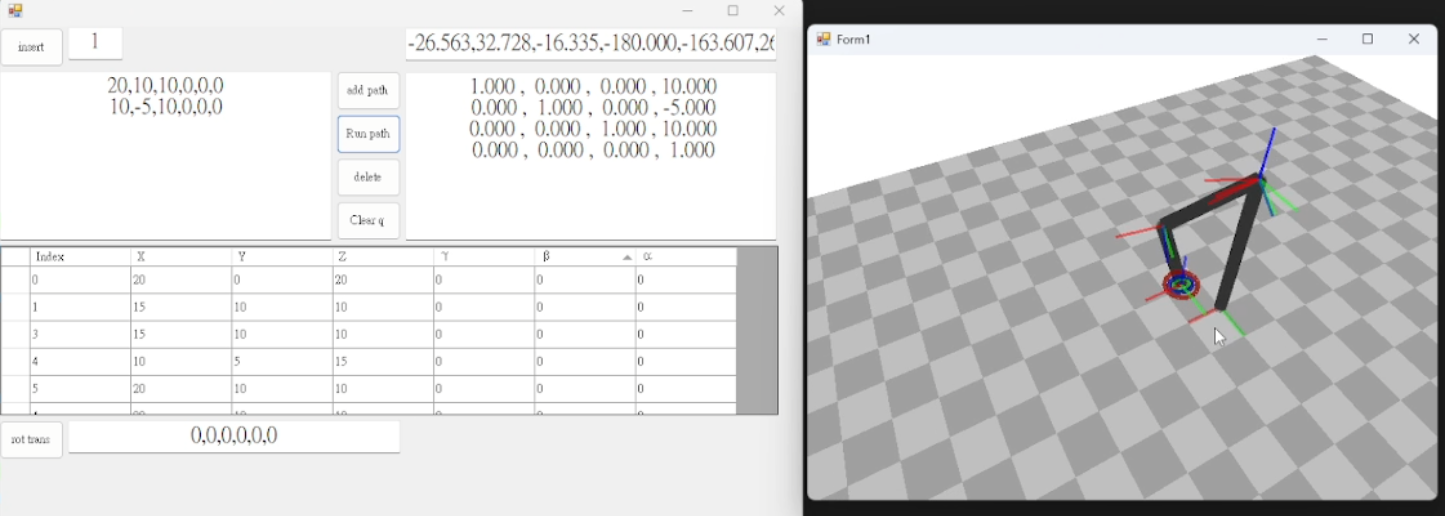 insert
1
-26.563,32.728,-16.335,-180.000,-163.607,26
20,10,10,0,0,0
10,-5,10,0,0,0
add path
Run path
delete
Clear q
1.000 , 0.000 , 0.000 , 10.000
0.000 , 1.000 , 0.000 , -5.000
0.000 , 0.000 , 1.000 , 10.000
0.000 , 0.000 , 0.000 , 1.000
Index X Y Z γ β α
0 20 0 20 0 0 0
1 15 10 10 0 0 0
3 15 10 10 0 0 0
4 10 5 15 0 0 0
5 20 10 10 0 0 0
rot trans
0,0,0,0,0,0
Form1